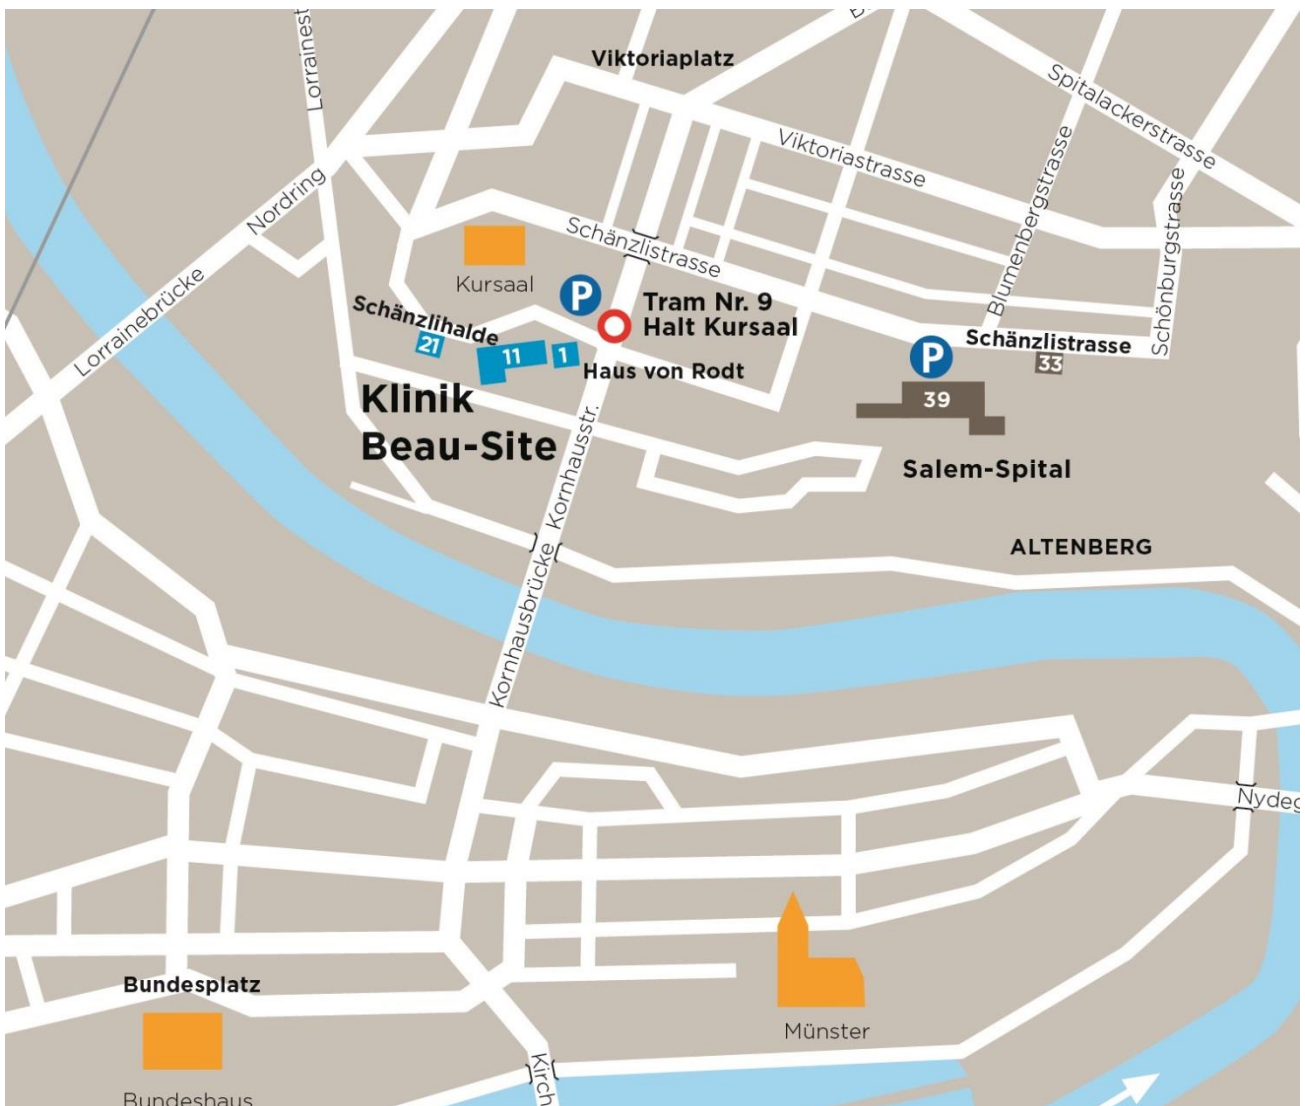 Lorrainest
Viktoriaplatz
Spitalackerstrasse
Viktoriastrasse
Blumenbergstrasse
Schönburgstrasse
Nordring
Lorrainebrücke
Schänzlistrasse
Kursaal
P
Tram Nr. 9
Halt Kursaal
Schänzlihalde
21
11
1
Haus von Rodt
P
Schänzlistrasse
33
39
Klinik
Beau-Site
Salem-Spital
Kornhausstr.
ALTENBERG
Kornhausbrücke
Nydeg
Bundesplatz
Münster
Kirch
Bundeshaus